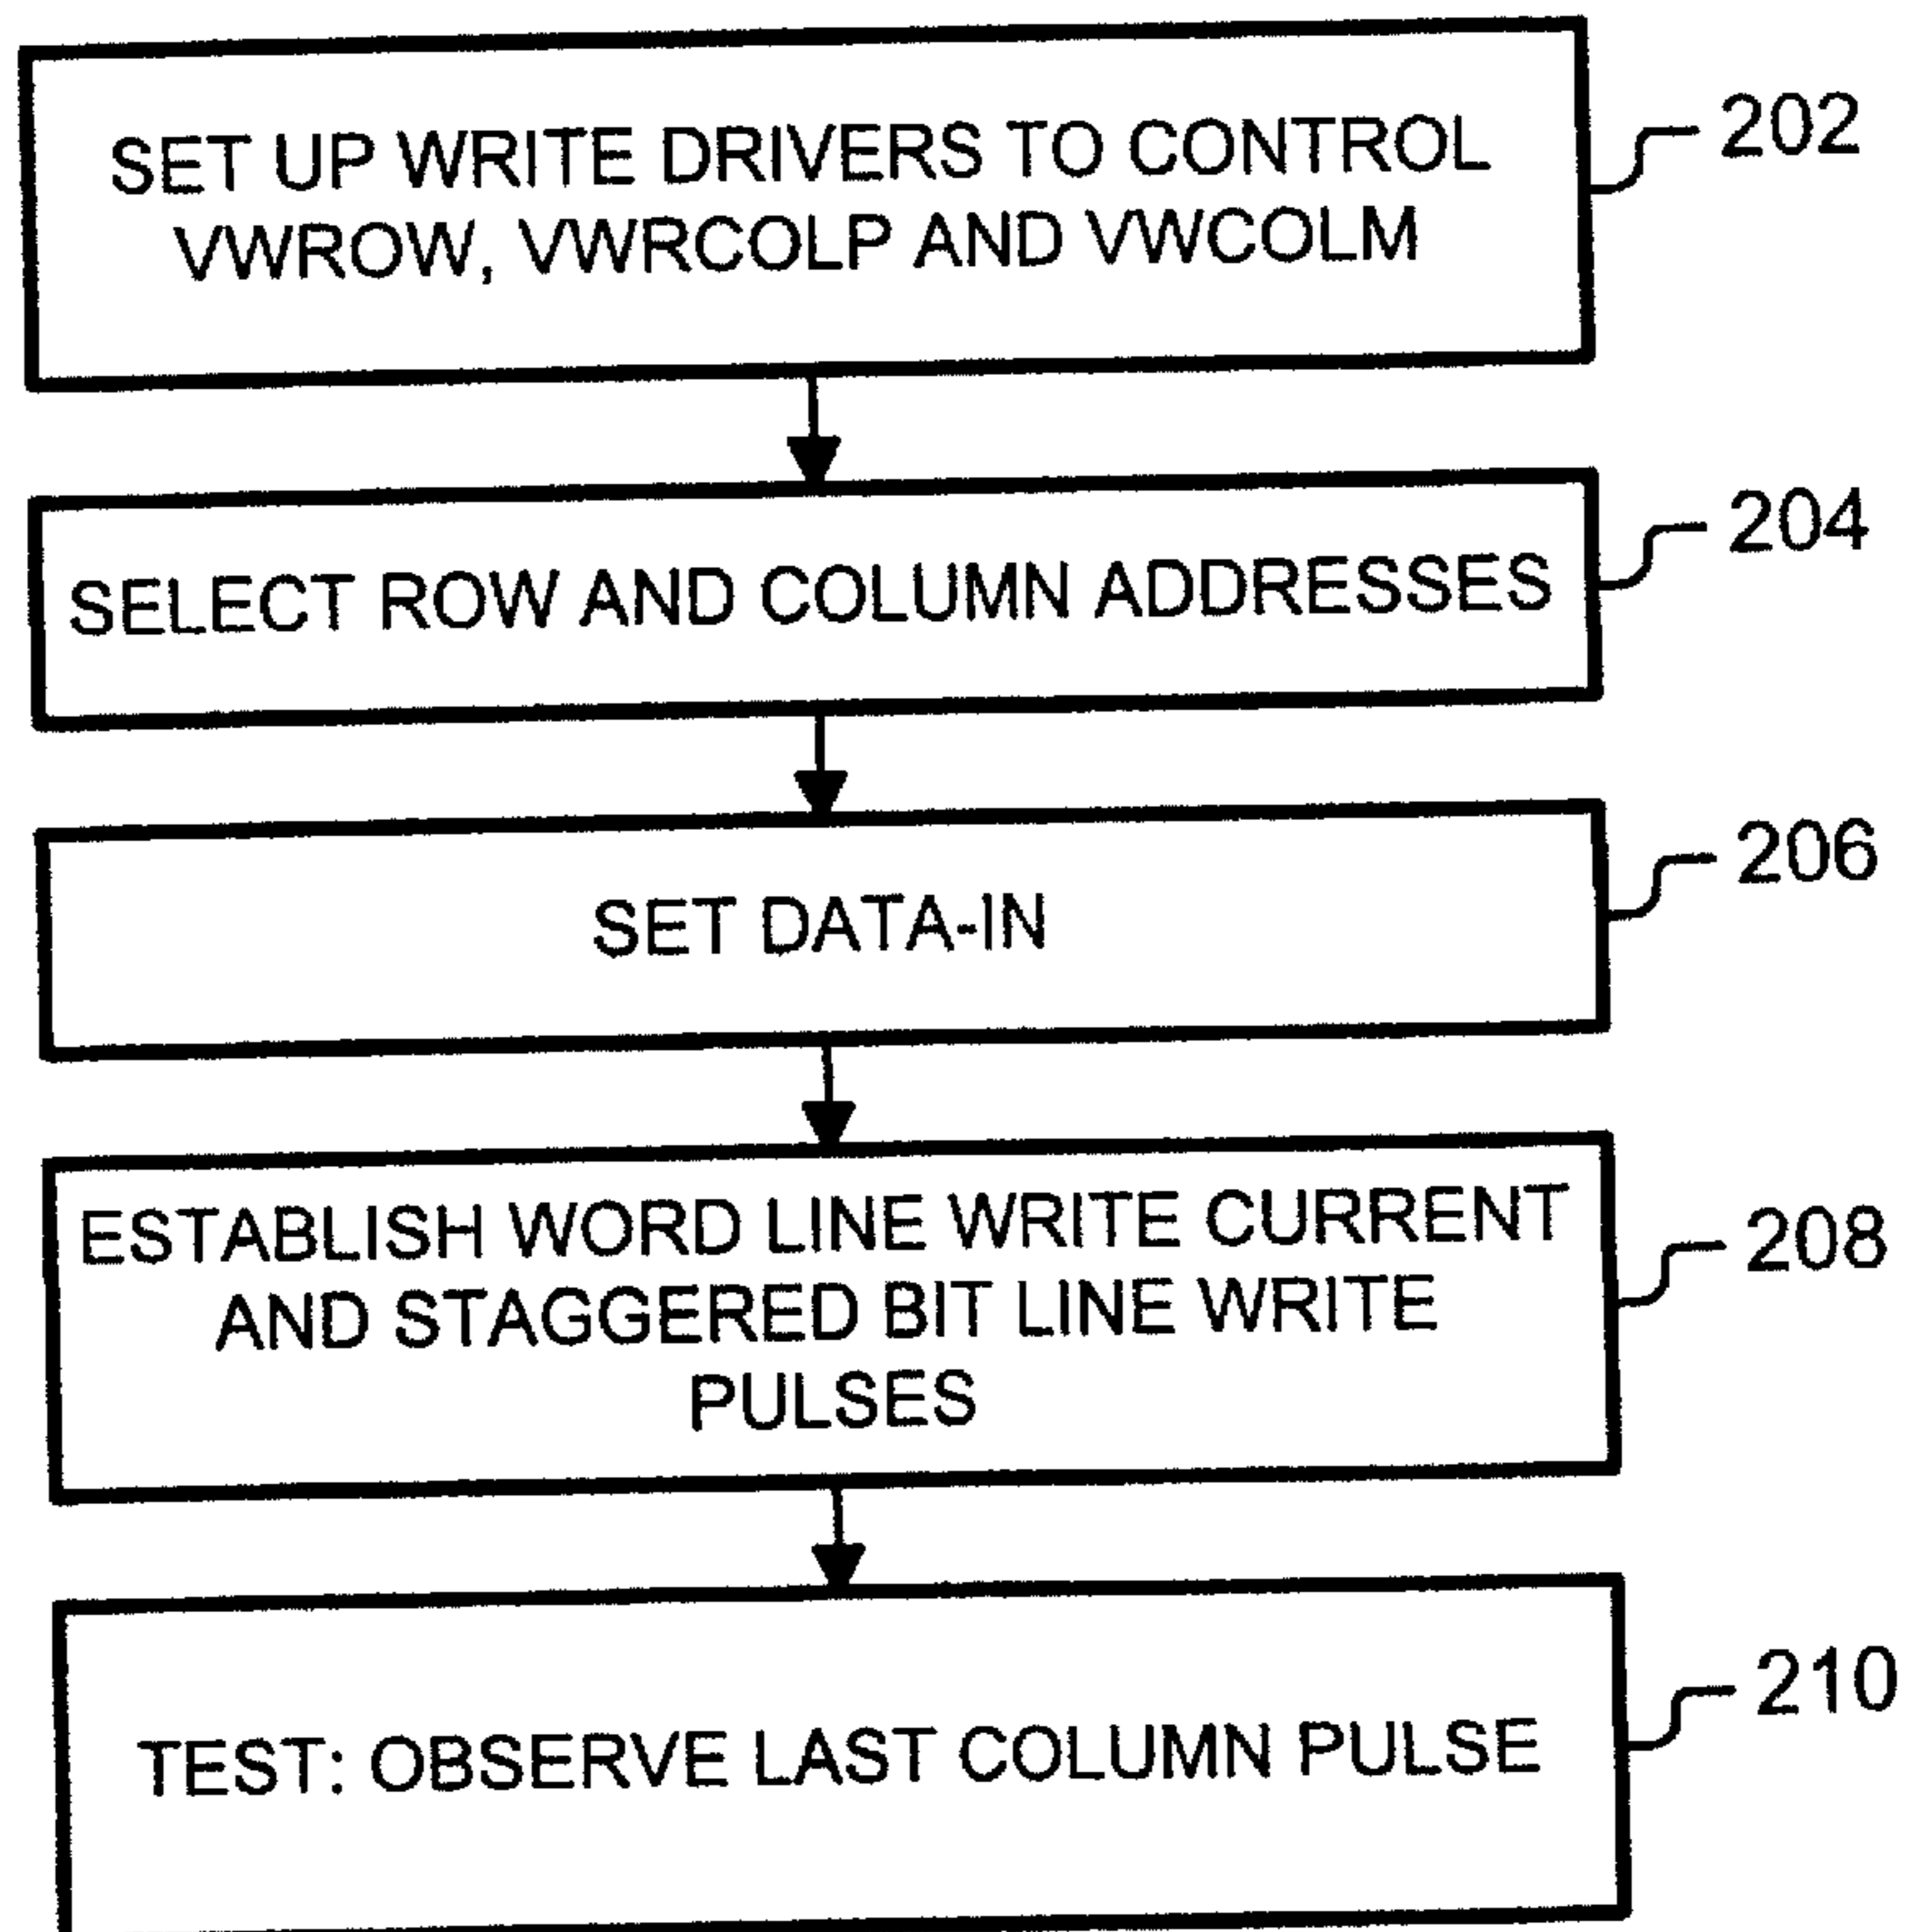 SET UP WRITE DRIVERS TO CONTROL
VWROW, VWRCOLP AND VWCOLM
202
SELECT ROW AND COLUMN ADDRESSES
204
SET DATA-IN
206
ESTABLISH WORD LINE WRITE CURRENT
AND STAGGERED BIT LINE WRITE
PULSES
208
TEST: OBSERVE LAST COLUMN PULSE
210